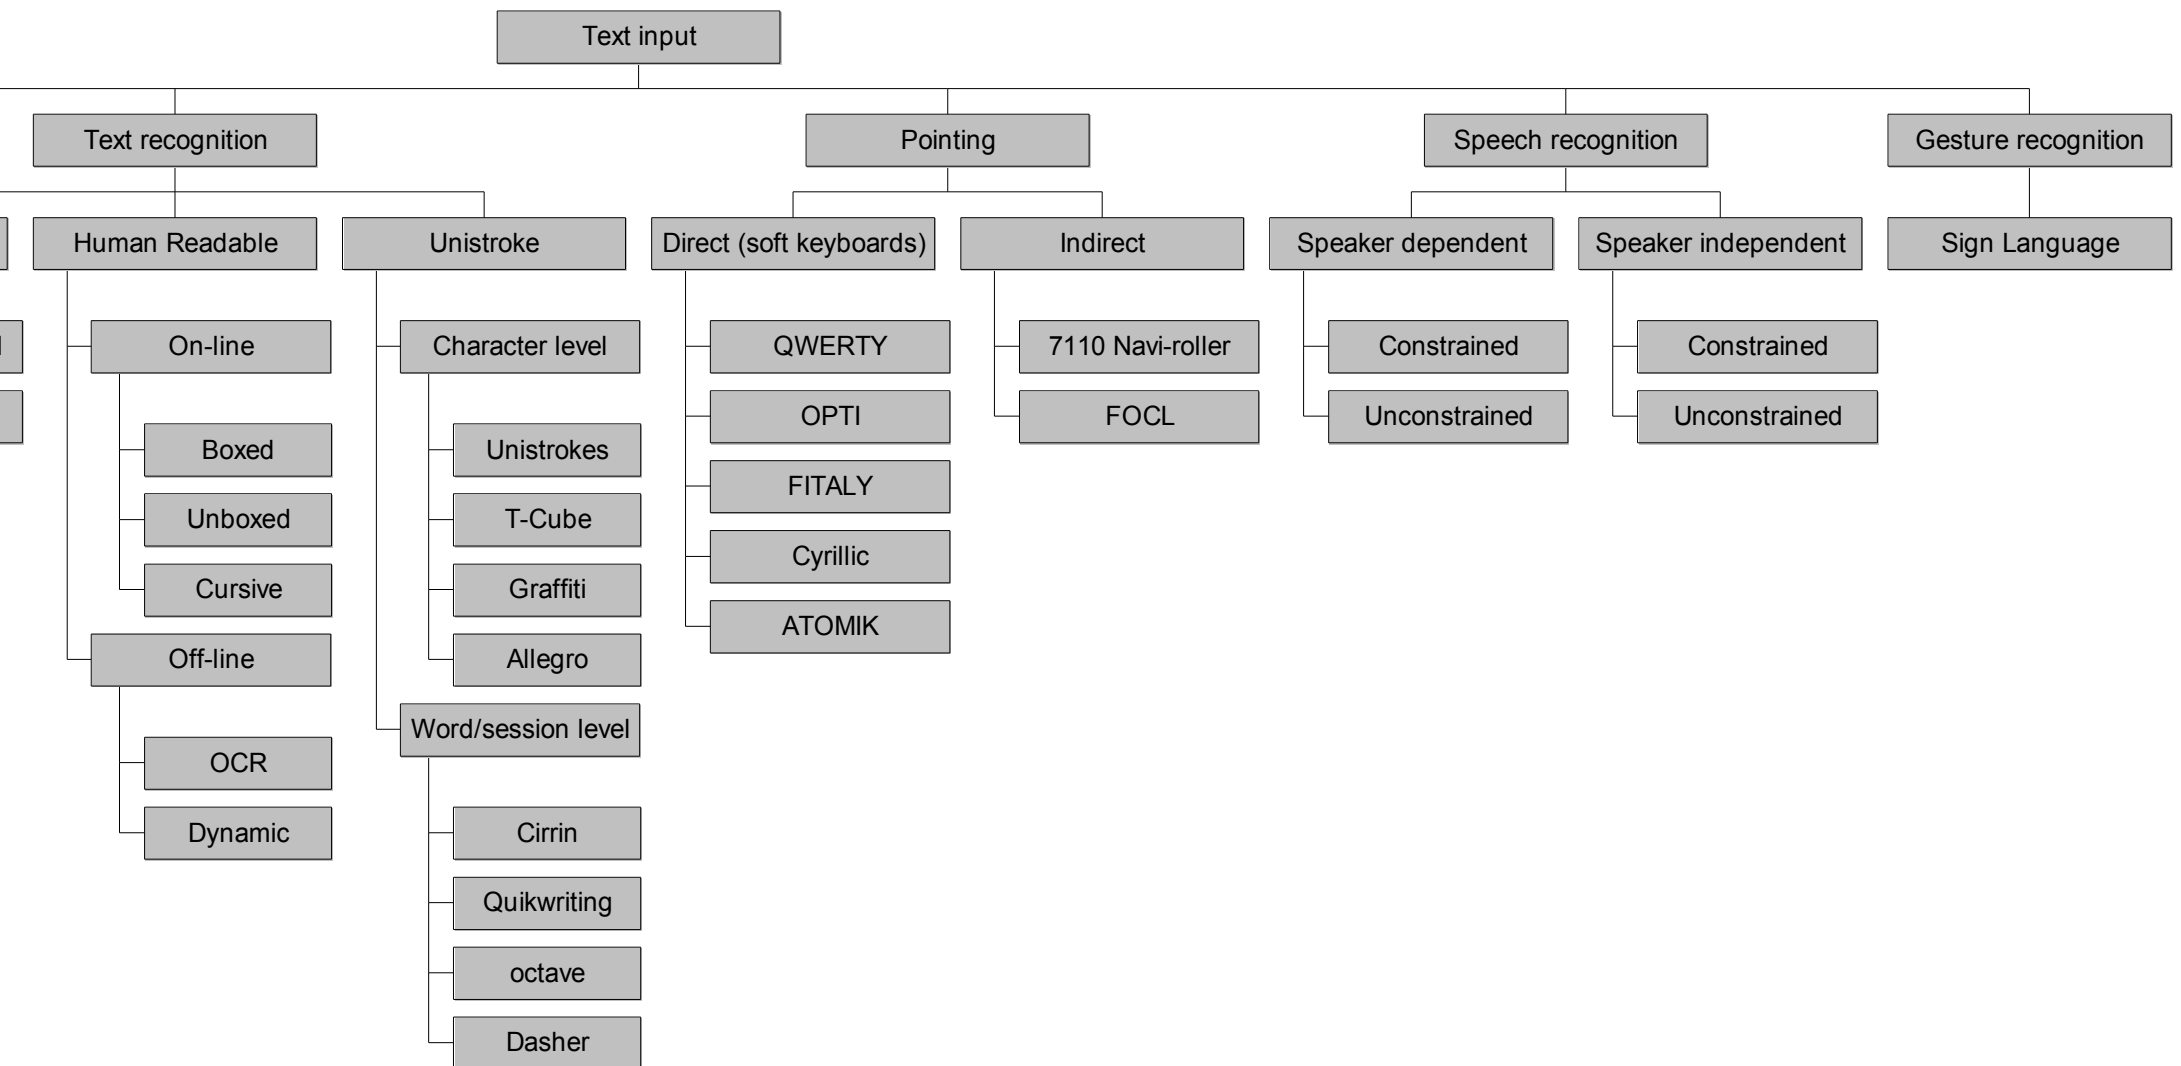 Text input
Text recognition
Pointing
Speech recognition
Gesture recognition
Human Readable
Unistroke
Direct (soft keyboards)
Indirect
Speaker dependent
Speaker independent
Sign Language
On-line
Character level
QWERTY
7110 Navi-roller
Constrained
Constrained
OPTI
FOCL
Unconstrained
Unconstrained
Boxed
Unistrokes
FITALY
Unboxed
T-Cube
Cyrillic
Cursive
Graffiti
ATOMIK
Off-line
Allegro
Word/session level
OCR
Dynamic
Cirrin
Quikwriting
octave
Dasher